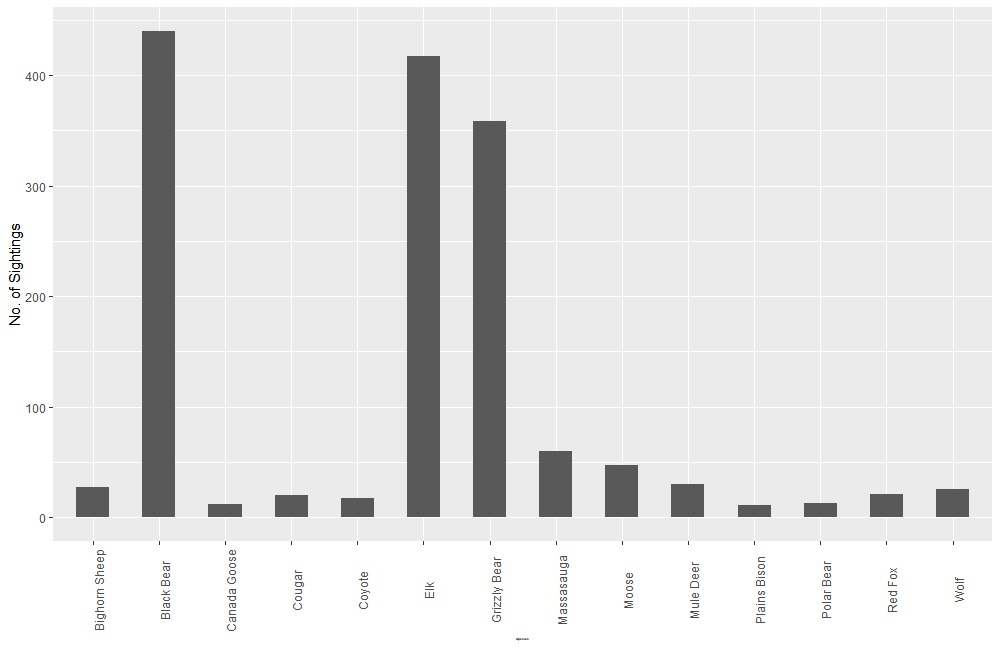 No. of Sightings
400
300
200
100
0
Bighorn Sheep
Black Bear
Canada Goose
Cougar
Coyote
Elk
Grizzly Bear
Massasauga
Moose
Mule Deer
Plains Bison
Polar Bear
Red Fox
Wolf